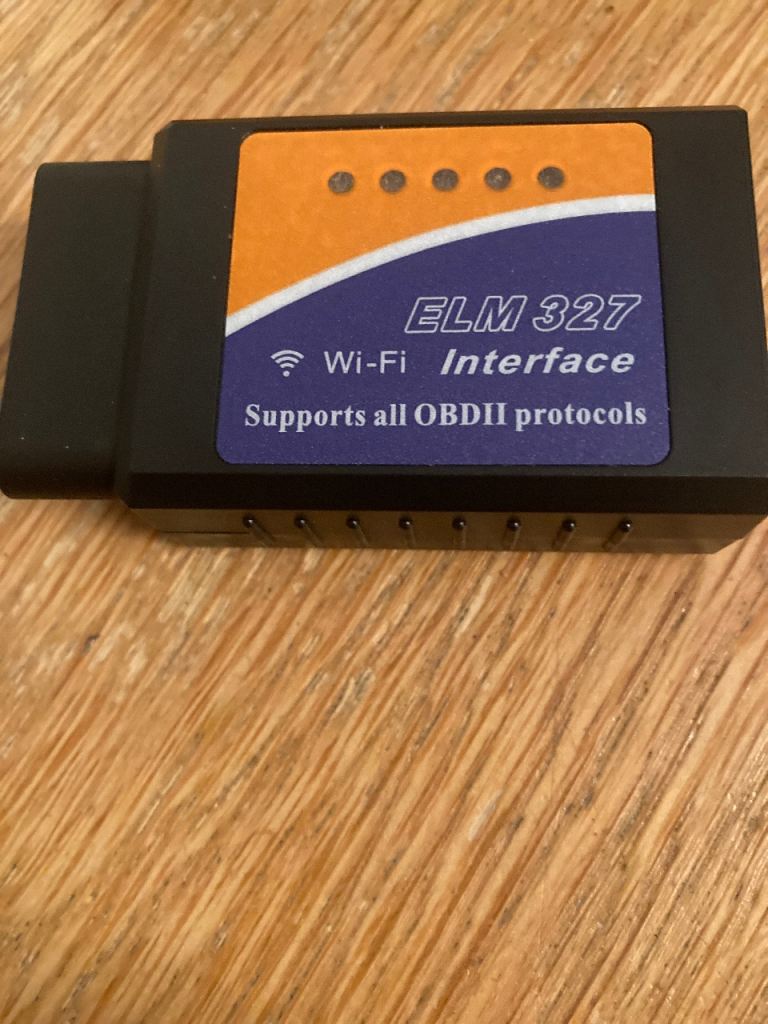 ELM 327
Wi-Fi Interface
Supports all OBDII protocols